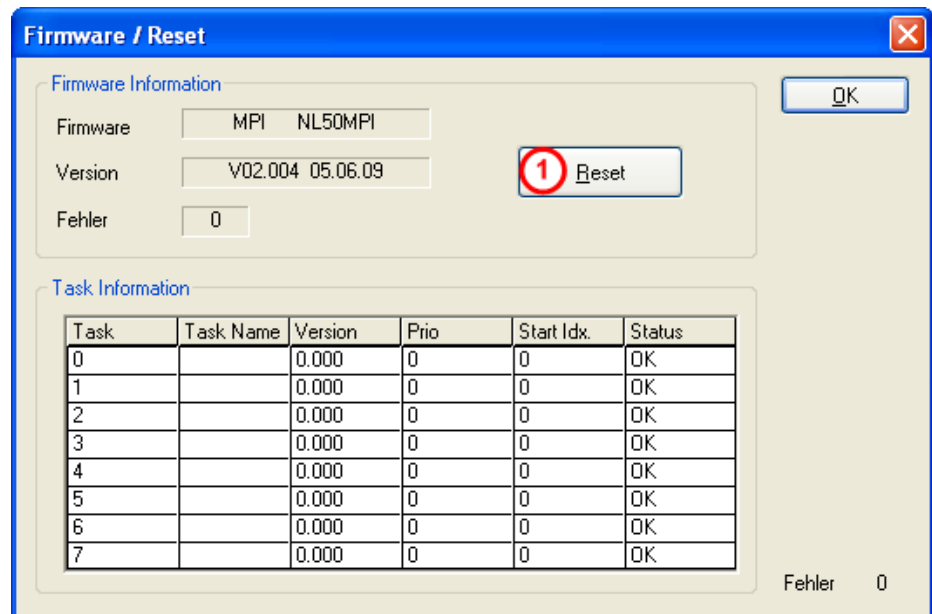 Firmware / Reset
Firmware Information
OK
Firmware MPI NL50MPI
Version V02.004 05.06.09
1 Reset
Fehler 0
Task Information
Task Task Name Version Prio Start Idx. Status
0 0.000 0 0 OK
1 0.000 0 0 OK
2 0.000 0 0 OK
3 0.000 0 0 OK
4 0.000 0 0 OK
5 0.000 0 0 OK
6 0.000 0 0 OK
7 0.000 0 0 OK
Fehler 0